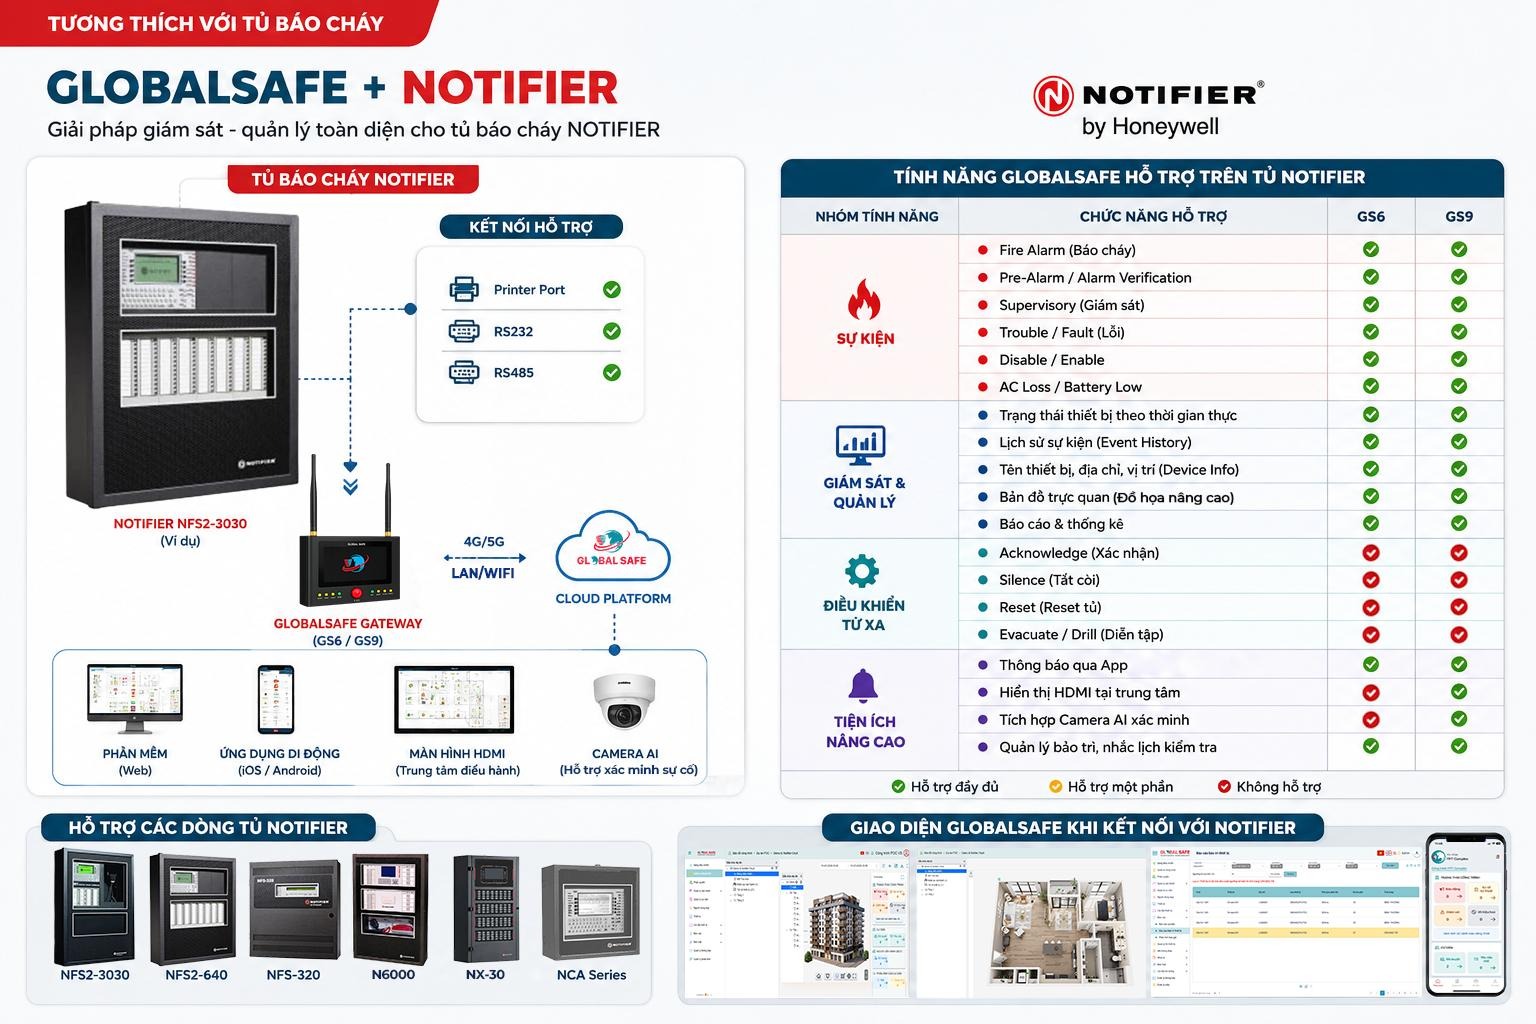 TƯƠNG THÍCH VỚI TỦ BÁO CHÁY
GLOBALSAFE + NOTIFIER
Giải pháp giám sát - quản lý toàn diện cho tủ báo cháy NOTIFIER
NOTIFIER®
by Honeywell
TỦ BÁO CHÁY NOTIFIER
KẾT NỐI HỖ TRỢ
Printer Port
RS232
RS485
NOTIFIER
NOTIFIER NFS2-3030
(Ví dụ)
GLOBAL SAFE
GLOBALSAFE GATEWAY
(GS6 / GS9)
4G/5G
LAN/WIFI
GLOBAL SAFE
CLOUD PLATFORM
PHẦN MỀM
(Web)
ỨNG DỤNG DI ĐỘNG
(iOS / Android)
MÀN HÌNH HDMI
(Trung tâm điều hành)
CAMERA AI
(Hỗ trợ xác minh sự cố)
TÍNH NĂNG GLOBALSAFE HỖ TRỢ TRÊN TỦ NOTIFIER
NHÓM TÍNH NĂNG CHỨC NĂNG HỖ TRỢ GS6 GS9
SỰ KIỆN
Fire Alarm (Báo cháy)
Pre-Alarm / Alarm Verification
Supervisory (Giám sát)
Trouble / Fault (Lỗi)
Disable / Enable
AC Loss / Battery Low
GIÁM SÁT &
QUẢN LÝ
Trạng thái thiết bị theo thời gian thực
Lịch sử sự kiện (Event History)
Tên thiết bị, địa chỉ, vị trí (Device Info)
Bản đồ trực quan (Đồ họa nâng cao)
Báo cáo & thống kê
ĐIỀU KHIỂN
TỪ XA
Acknowledge (Xác nhận)
Silence (Tắt còi)
Reset (Reset tủ)
Evacuate / Drill (Diễn tập)
TIỆN ÍCH
NÂNG CAO
Thông báo qua App
Hiển thị HDMI tại trung tâm
Tích hợp Camera AI xác minh
Quản lý bảo trì, nhắc lịch kiểm tra
Hỗ trợ đầy đủ
Hỗ trợ một phần
Không hỗ trợ
HỖ TRỢ CÁC DÒNG TỦ NOTIFIER
NFS-320
NOTIFIER
NOTIFIER
NFS2-3030
NFS2-640
NFS-320
N6000
NX-30
NCA Series
GIAO DIỆN GLOBALSAFE KHI KẾT NỐI VỚI NOTIFIER